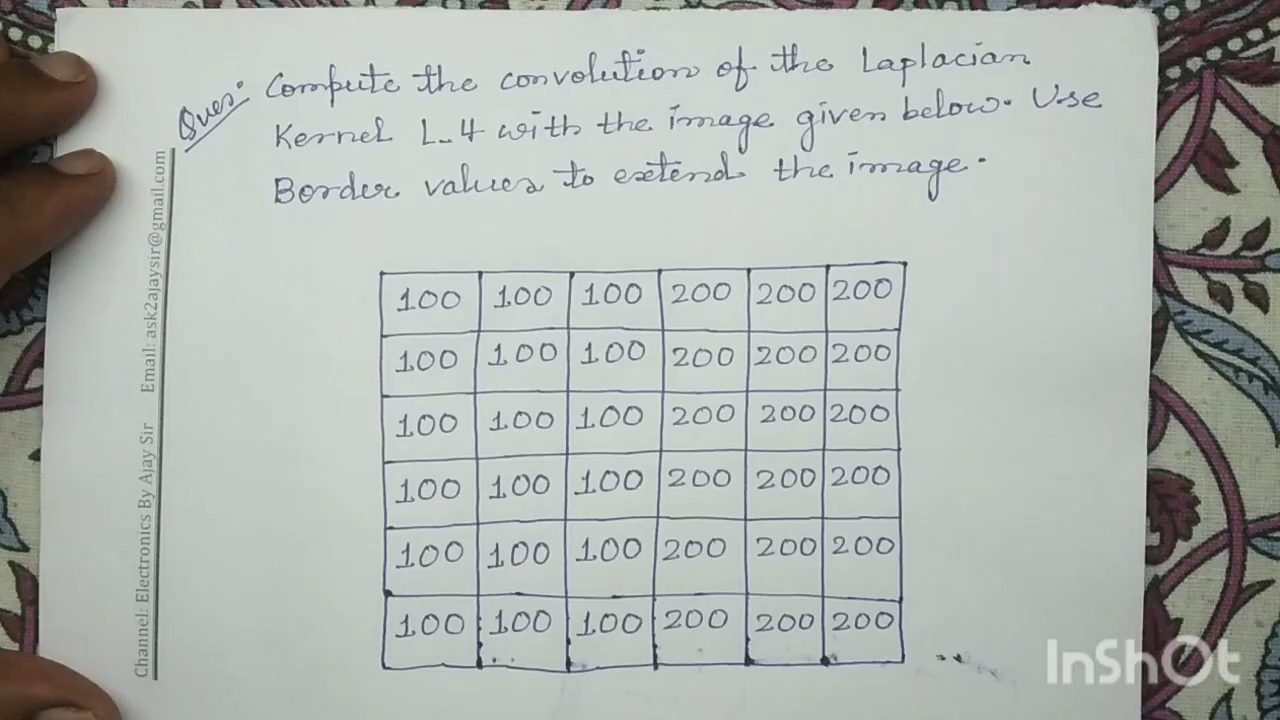 Ques: Compute the convolution of the Laplacian
Kernel L_4 with the image given below. Use
Border values to extend the image.
100 100 100 200 200 200
100 100 100 200 200 200
100 100 100 200 200 200
100 100 100 200 200 200
100 100 100 200 200 200
100 100 100 200 200 200
Channel: Electronics By Ajay Sir Email: ask2ajaysir@gmail.com
InShOt